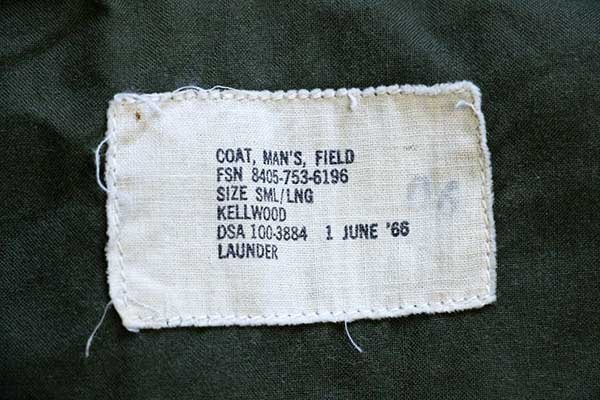 COAT, MAN'S, FIELD
FSN 8405-753-6196
SIZE SML/LNG
KELLWOOD
DSA 100-3884 1 JUNE '66
LAUNDER